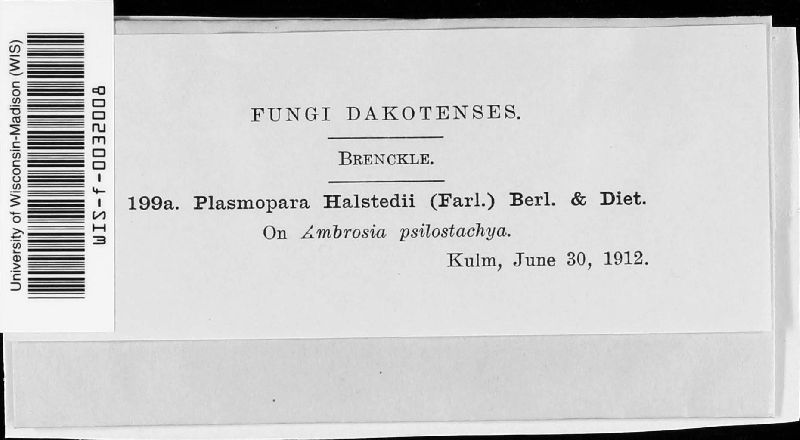 University of Wisconsin-Madison (WIS)
WIS-f-0003008
FUNGI DAKOTENSES.
BRENCKLE.
199a. Plasmopara Halstedii (Farl.) Berl. & Diet.
On Ambrosia psilostachya.
Kulm, June 30, 1912.